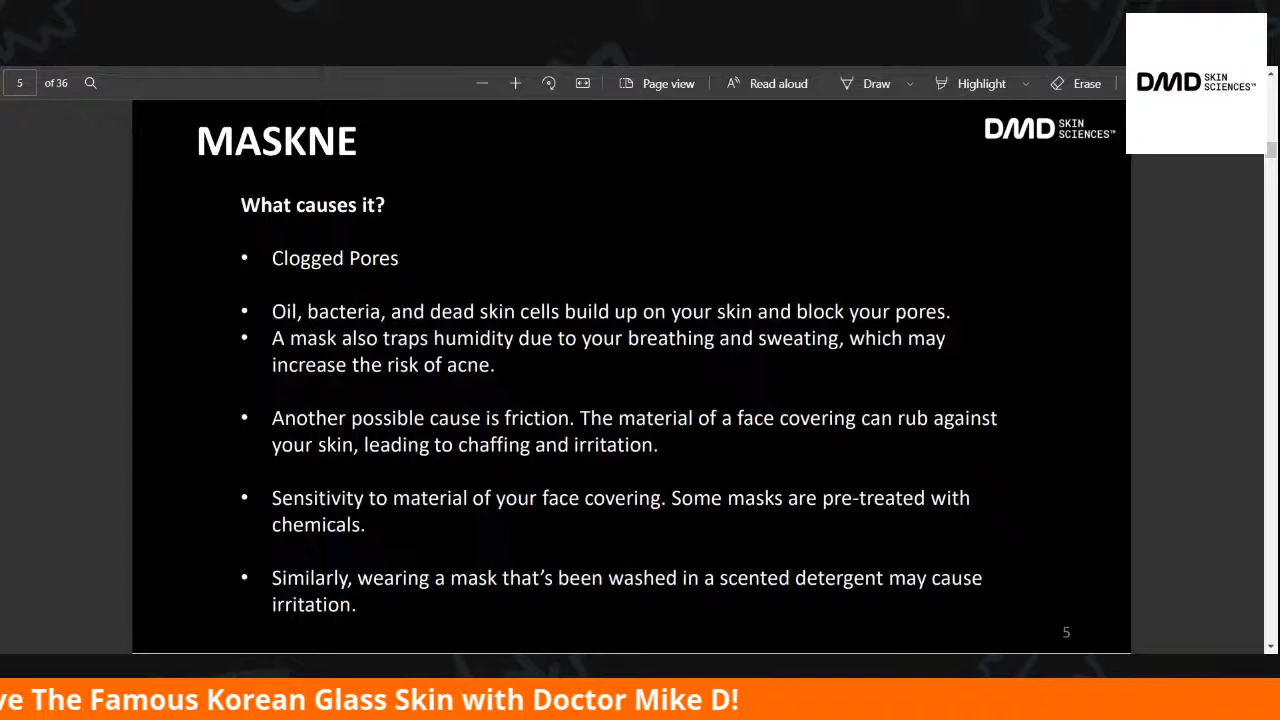 DMD SKIN
SCIENCES™
5 of 36 Page view Read aloud Draw Highlight Erase
MASKNE
DMD SKIN
SCIENCES™
What causes it?
• Clogged Pores
• Oil, bacteria, and dead skin cells build up on your skin and block your pores.
• A mask also traps humidity due to your breathing and sweating, which may
increase the risk of acne.
• Another possible cause is friction. The material of a face covering can rub against
your skin, leading to chaffing and irritation.
• Sensitivity to material of your face covering. Some masks are pre-treated with
chemicals.
• Similarly, wearing a mask that’s been washed in a scented detergent may cause
irritation.
5
ve The Famous Korean Glass Skin with Doctor Mike D!